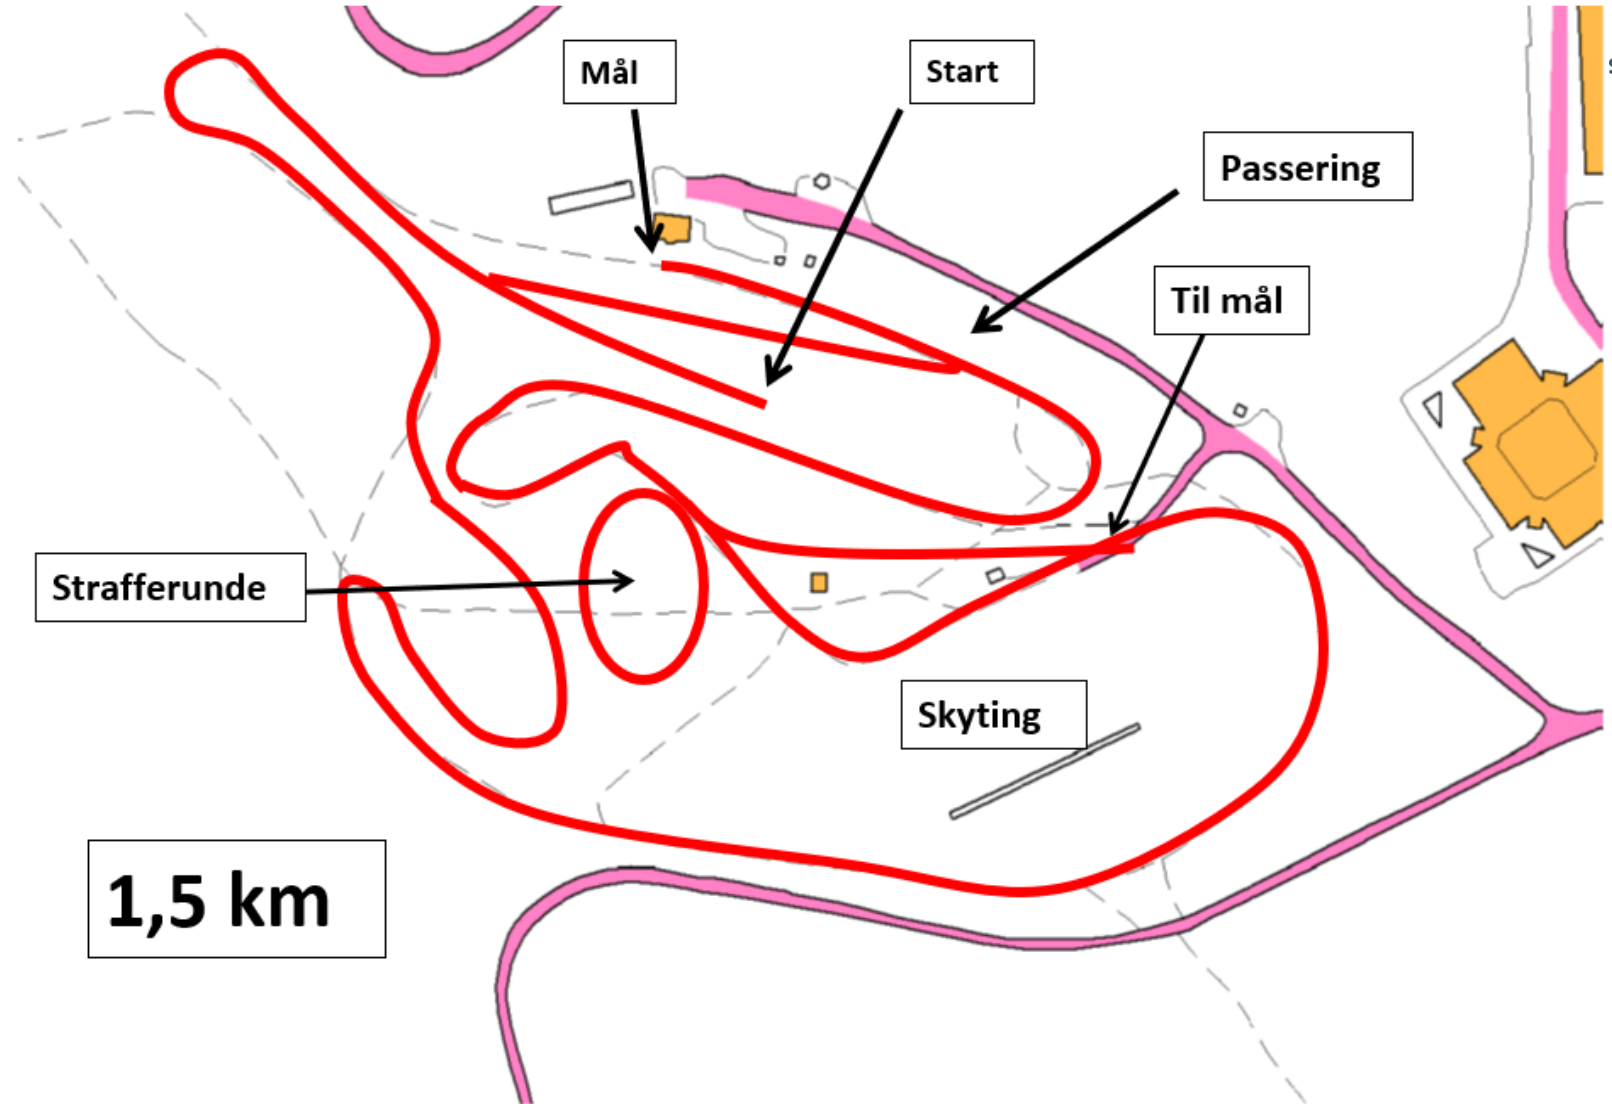 Mål
Start
Passering
Til mål
Strafferunde
Skyting
1,5 km